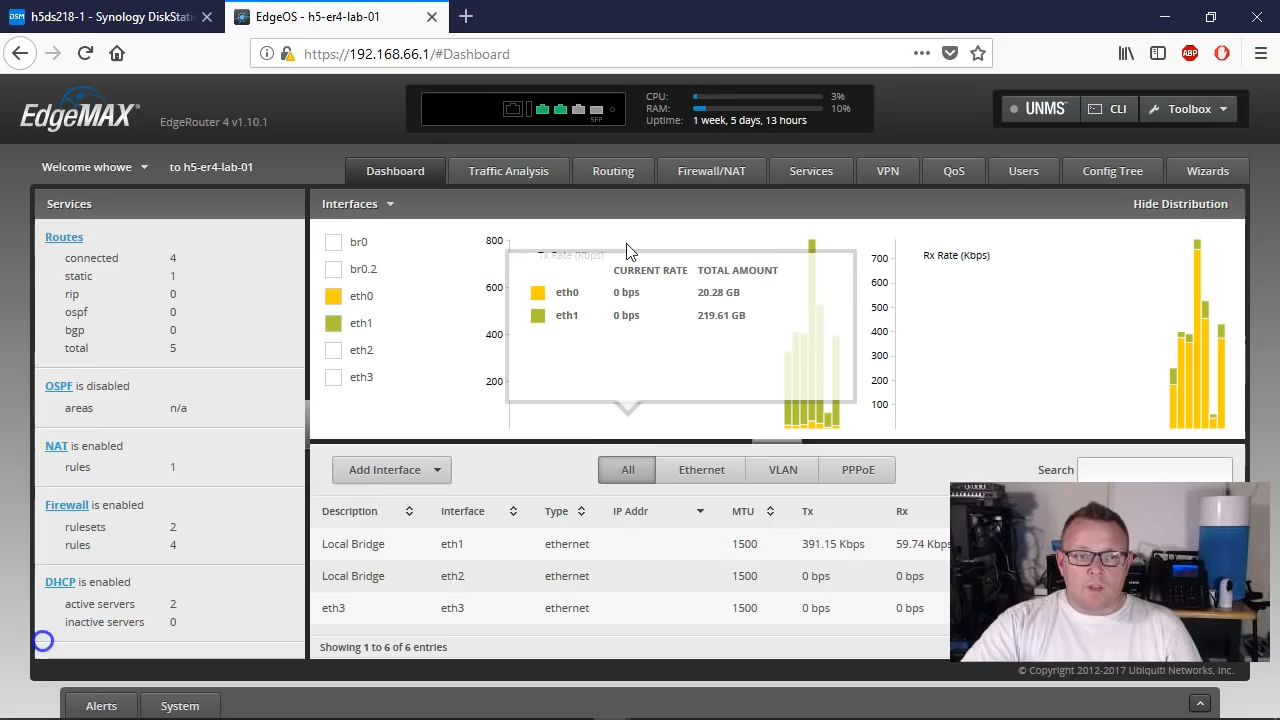 h5ds218-1 - Synology DiskStati
EdgeOS - h5-er4-lab-01
https://192.168.66.1/#Dashboard
ABP
EdgeMAX
EdgeRouter 4 v1.10.1
SFP
CPU: 3%
RAM: 10%
Uptime: 1 week, 5 days, 13 hours
UNMS
CLI
Toolbox
Welcome whowe
to h5-er4-lab-01
Dashboard
Traffic Analysis
Routing
Firewall/NAT
Services
VPN
QoS
Users
Config Tree
Wizards
Services
Routes
connected 4
static 1
rip 0
ospf 0
bgp 0
total 5
OSPF is disabled
areas n/a
NAT is enabled
rules 1
Firewall is enabled
rulesets 2
rules 4
DHCP is enabled
active servers 2
inactive servers 0
Interfaces
Hide Distribution
br0
br0.2
eth0
eth1
eth2
eth3
800
600
400
200
Tx Rate (Kbps)
CURRENT RATE TOTAL AMOUNT
eth0 0 bps 20.28 GB
eth1 0 bps 219.61 GB
Rx Rate (Kbps)
700
600
500
400
300
200
100
Add Interface
All
Ethernet
VLAN
PPPoE
Search
Description Interface Type IP Addr MTU Tx Rx
Local Bridge eth1 ethernet 1500 391.15 Kbps 59.74 Kbps
Local Bridge eth2 ethernet 1500 0 bps 0 bps
eth3 eth3 ethernet 1500 0 bps 0 bps
Showing 1 to 6 of 6 entries
© Copyright 2012-2017 Ubiquiti Networks, Inc.
Alerts
System